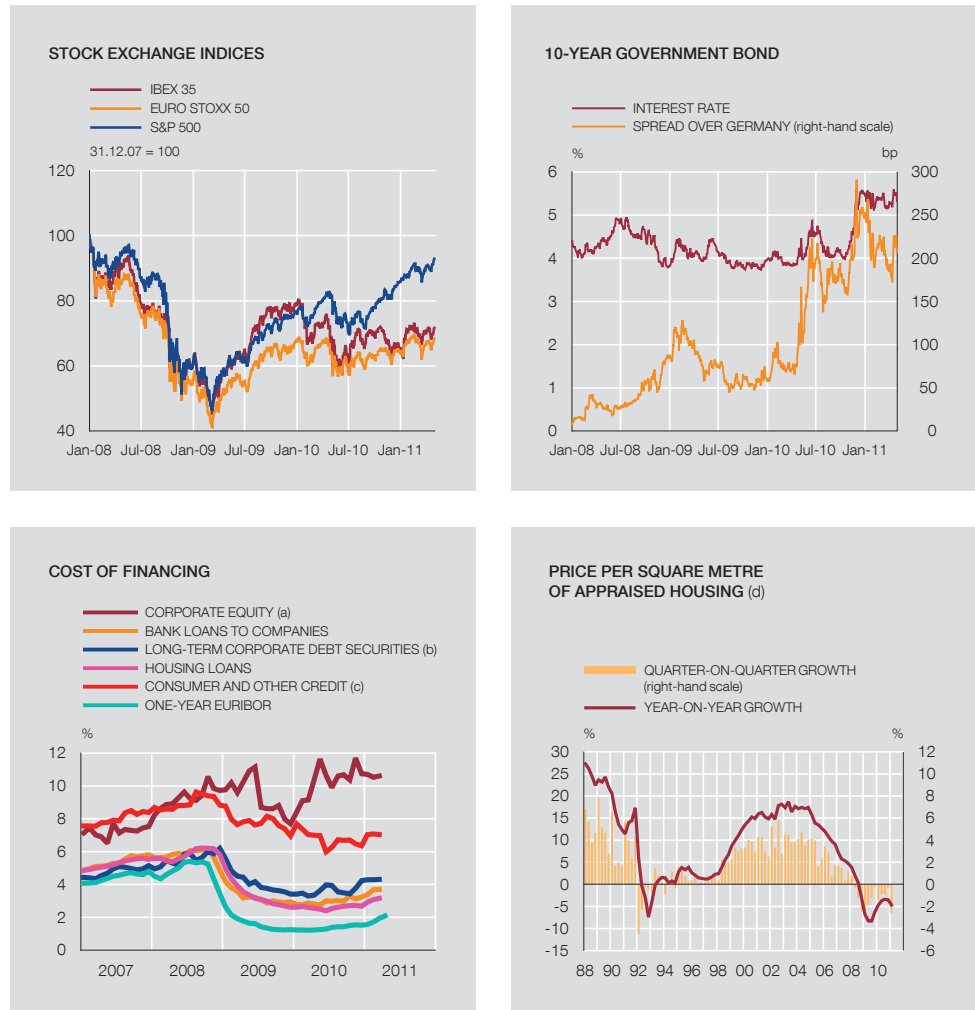 STOCK EXCHANGE INDICES
IBEX 35
EURO STOXX 50
S&P 500
31.12.07 = 100
120
100
80
60
40
Jan-08 Jul-08 Jan-09 Jul-09 Jan-10 Jul-10 Jan-11
10-YEAR GOVERNMENT BOND
INTEREST RATE
SPREAD OVER GERMANY (right-hand scale)
% bp
6 300
5 250
4 200
3 150
2 100
1 50
0 0
Jan-08 Jul-08 Jan-09 Jul-09 Jan-10 Jul-10 Jan-11
COST OF FINANCING
CORPORATE EQUITY (a)
BANK LOANS TO COMPANIES
LONG-TERM CORPORATE DEBT SECURITIES (b)
HOUSING LOANS
CONSUMER AND OTHER CREDIT (c)
ONE-YEAR EURIBOR
%
12
10
8
6
4
2
0
2007 2008 2009 2010 2011
PRICE PER SQUARE METRE
OF APPRAISED HOUSING (d)
QUARTER-ON-QUARTER GROWTH
(right-hand scale)
YEAR-ON-YEAR GROWTH
% %
30 12
25 10
20 8
15 6
10 4
5 2
0 0
-5 -2
-10 -4
-15 -6
88 90 92 94 96 98 00 02 04 06 08 10